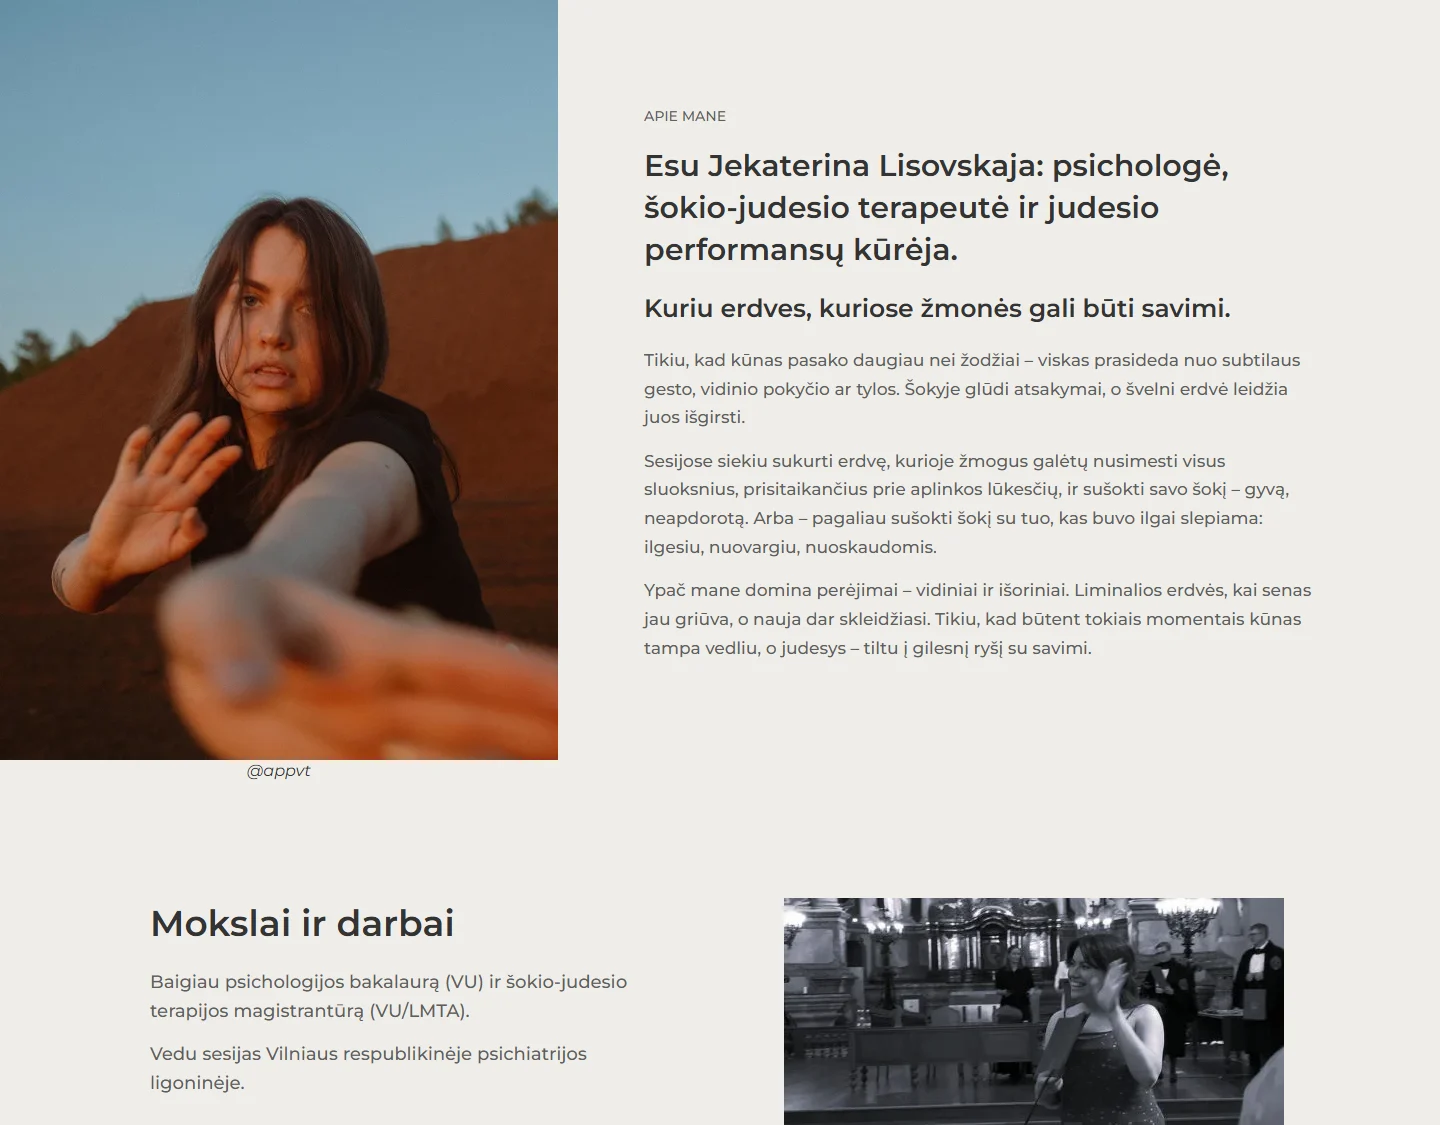 APIE MANE
Esu Jekaterina Lisovskaja: psichologė,
šokio-judesio terapeutė ir judesio
performansų kūrėja.
Kuriu erdves, kuriose žmonės gali būti savimi.
Tikiu, kad kūnas pasako daugiau nei žodžiai – viskas prasideda nuo subtilaus
gesto, vidinio pokyčio ar tylos. Šokyje glūdi atsakymai, o švelni erdvė leidžia
juos išgirsti.
Sesijose siekiu sukurti erdvę, kurioje žmogus galėtų nusimesti visus
sluoksnius, prisitaikančius prie aplinkos lūkesčių, ir sušokti savo šokį – gyvą,
neapdorotą. Arba – pagaliau sušokti šokį su tuo, kas buvo ilgai slepiama:
ilgesiu, nuovargiu, nuoskaudomis.
Ypač mane domina perėjimai – vidiniai ir išoriniai. Liminalios erdvės, kai senas
jau griūva, o nauja dar skleidžiasi. Tikiu, kad būtent tokiais momentais kūnas
tampa vedliu, o judesys – tiltu į gilesnį ryšį su savimi.
@appvt
Mokslai ir darbai
Baigiau psichologijos bakalaurą (VU) ir šokio-judesio
terapijos magistrantūrą (VU/LMTA).
Vedu sesijas Vilniaus respublikinėje psichiatrijos
ligoninėje.